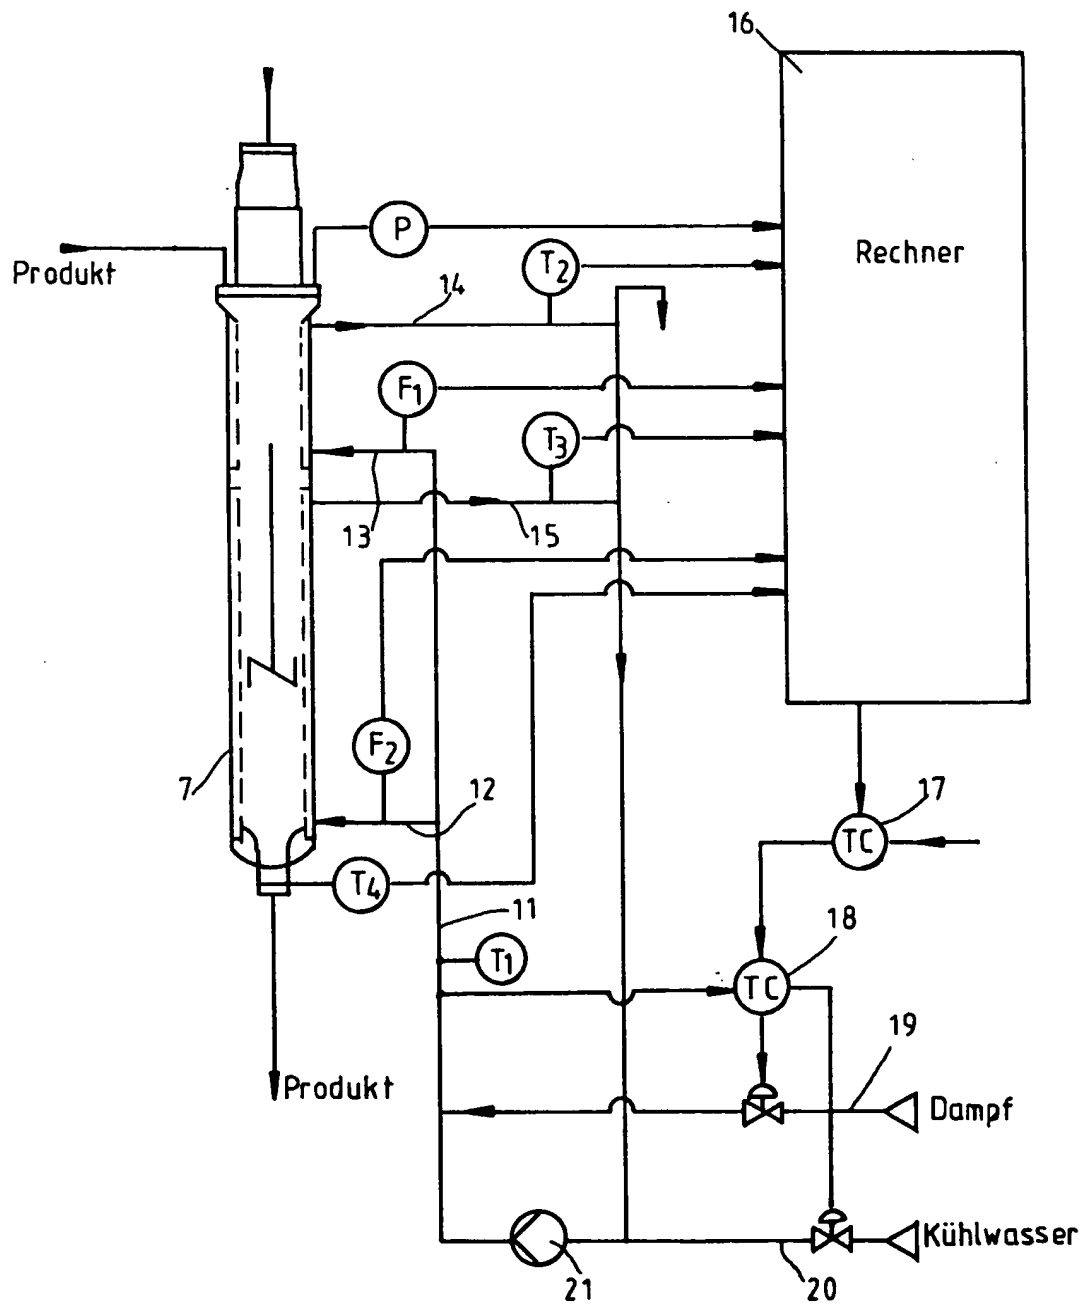 16
P
Rechner
T2
Produkt
14
F1
T3
13
15
F2
7
12
17
TC
T4
11
18
T1
TC
19
Produkt
Dampf
Kühlwasser
21
20